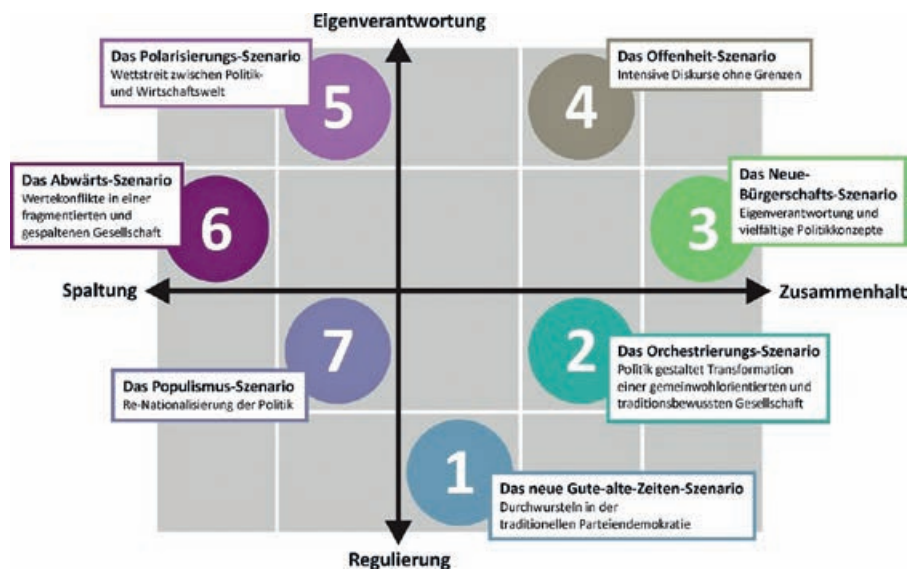 Eigenverantwortung
Das Polarisierungs-Szenario
Wettstreit zwischen Politik-
und Wirtschaftswelt
5
4
Das Offenheit-Szenario
Intensive Diskurse ohne Grenzen
Das Abwärts-Szenario
Wertekonflikte in einer
fragmentierten und
gespaltenen Gesellschaft
6
3
Das Neue-
Bürgerschafts-Szenario
Eigenverantwortung und
vielfältige Politikkonzepte
Spaltung
Zusammenhalt
Das Populismus-Szenario
Re-Nationalisierung der Politik
7
2
Das Orchestrierungs-Szenario
Politik gestaltet Transformation
einer gemeinwohlorientierten und
traditionsbewussten Gesellschaft
1
Das neue Gute-alte-Zeiten-Szenario
Durchwursteln in der
traditionellen Parteiendemokratie
Regulierung